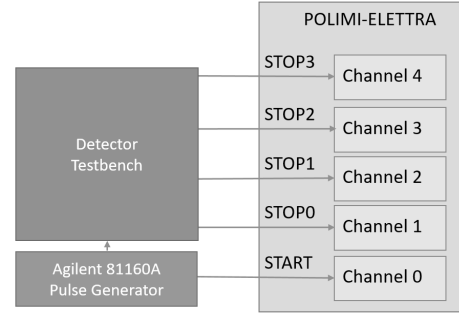 POLIMI-ELETTRA
STOP3
Channel 4
STOP2
Channel 3
Detector
Testbench
STOP1
Channel 2
STOP0
Channel 1
START
Channel 0
Agilent 81160A
Pulse Generator